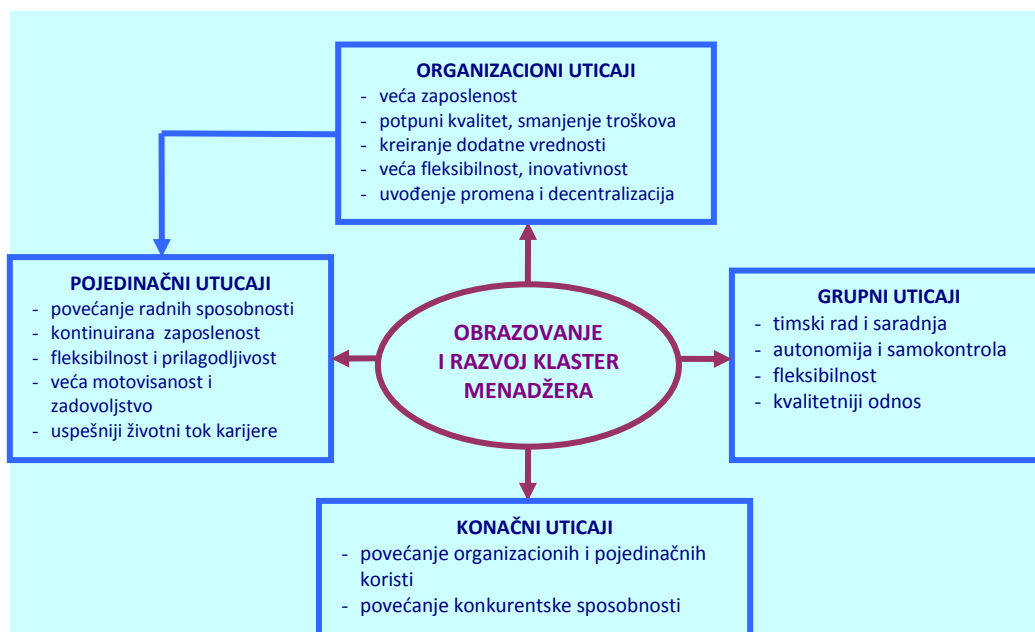 ORGANIZACIONI UTICAJI
- veća zaposlenost
- potpuni kvalitet, smanjenje troškova
- kreiranje dodatne vrednosti
- veća fleksibilnost, inovativnost
- uvođenje promena i decentralizacija
POJEDINAČNI UTUCAJI
- povećanje radnih sposobnosti
- kontinuirana zaposlenost
- fleksibilnost i prilagodljivost
- veća motovisanost i
zadovoljstvo
- uspešniji životni tok karijere
OBRAZOVANJE
I RAZVOJ KLASTER
MENADŽERA
GRUPNI UTICAJI
- timski rad i saradnja
- autonomija i samokontrola
- fleksibilnost
- kvalitetniji odnos
KONAČNI UTICAJI
- povećanje organizacionih i pojedinačnih
koristi
- povećanje konkurentske sposobnosti